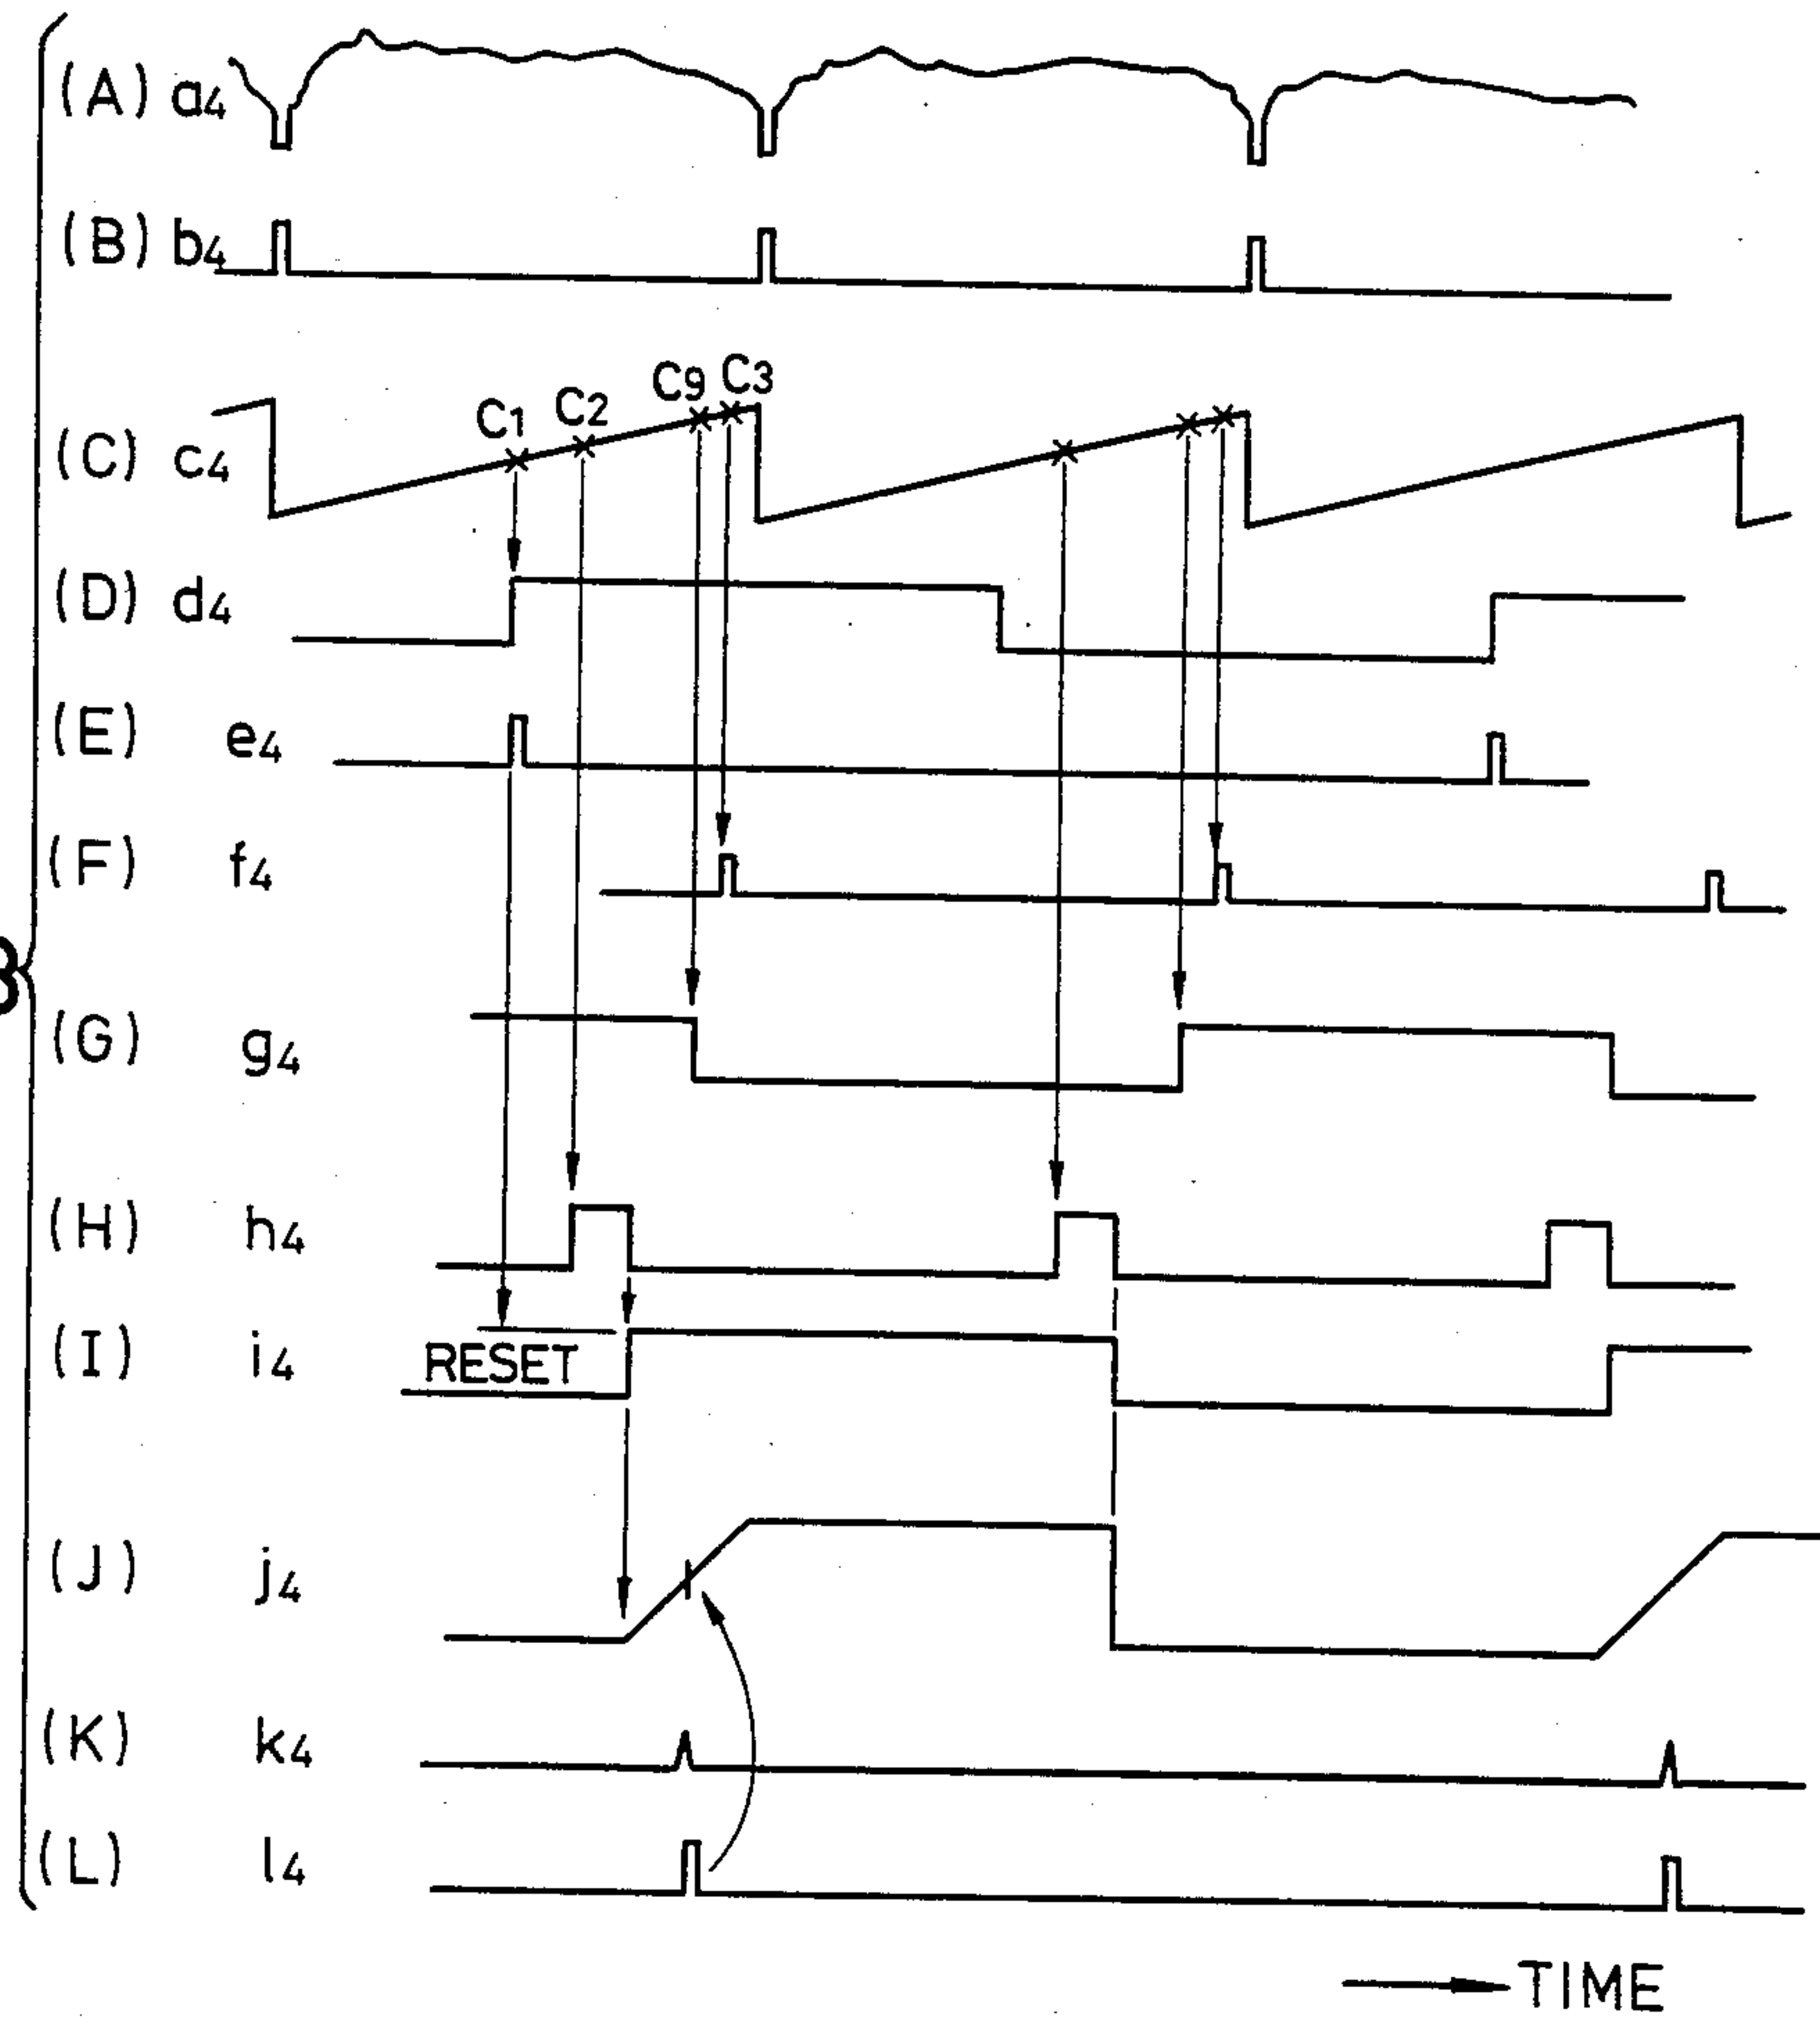 (A) a4
(B) b4
C1 C2 C9 C3
(C) c4
(D) d4
(E) e4
(F) f4
(G) g4
(H) h4
(I) RESET i4
(J) j4
(K) k4
(L) l4
TIME